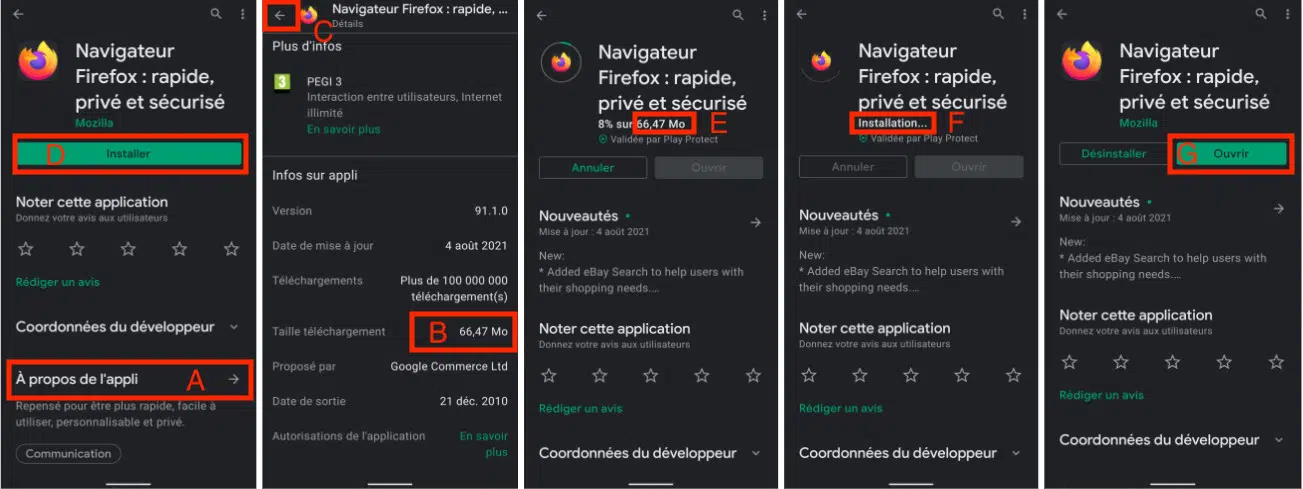 Navigateur
Firefox : rapide,
privé et sécurisé
Mozilla
D
Installer
Noter cette application
Donnez votre avis aux utilisateurs
Rédiger un avis
Coordonnées du développeur
À propos de l'appli
A
Repensé pour être plus rapide, facile à
utiliser, personnalisable et privé.
Communication
Navigateur Firefox : rapide, ...
Détails
C
Plus d'infos
3
PEGI 3
Interaction entre utilisateurs, Internet
illimité
En savoir plus
Infos sur appli
Version 91.1.0
Date de mise à jour 4 août 2021
Téléchargements Plus de 100 000 000
téléchargement(s)
Taille téléchargement B 66,47 Mo
Proposé par Google Commerce Ltd
Date de sortie 21 déc. 2010
Autorisations de l'application En savoir
plus
Navigateur
Firefox : rapide,
privé et sécurisé
8% sur 66,47 Mo E
Validée par Play Protect
Annuler Ouvrir
Nouveautés
Mise à jour : 4 août 2021
New:
* Added eBay Search to help users with
their shopping needs....
Noter cette application
Donnez votre avis aux utilisateurs
Rédiger un avis
Coordonnées du développeur
Navigateur
Firefox : rapide,
privé et sécurisé
Installation... F
Validée par Play Protect
Annuler Ouvrir
Nouveautés
Mise à jour : 4 août 2021
New:
* Added eBay Search to help users with
their shopping needs....
Noter cette application
Donnez votre avis aux utilisateurs
Rédiger un avis
Coordonnées du développeur
Navigateur
Firefox : rapide,
privé et sécurisé
Mozilla
Désinstaller G Ouvrir
Nouveautés
Mise à jour : 4 août 2021
New:
* Added eBay Search to help users with
their shopping needs....
Noter cette application
Donnez votre avis aux utilisateurs
Rédiger un avis
Coordonnées du développeur